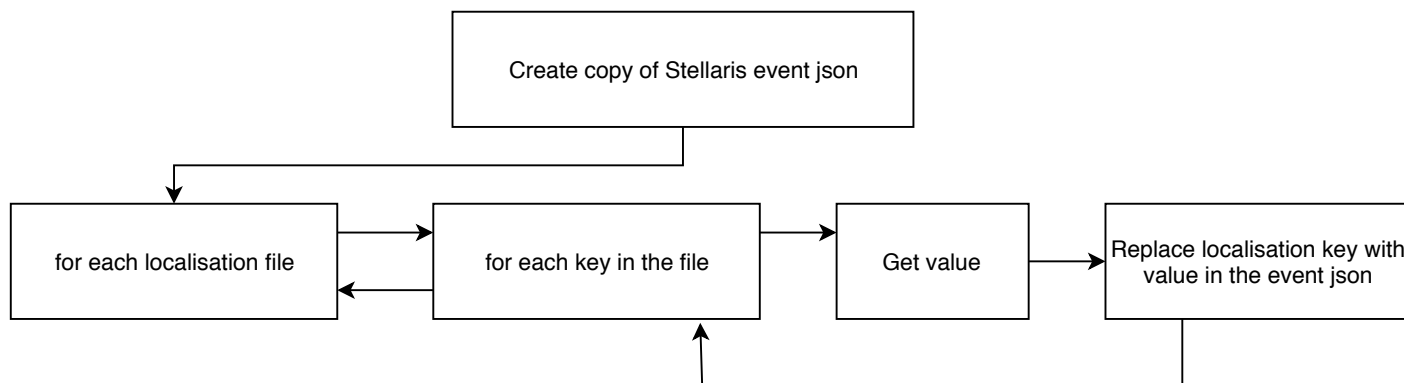 Create copy of Stellaris event json
for each localisation file
for each key in the file
Get value
Replace localisation key with
value in the event json